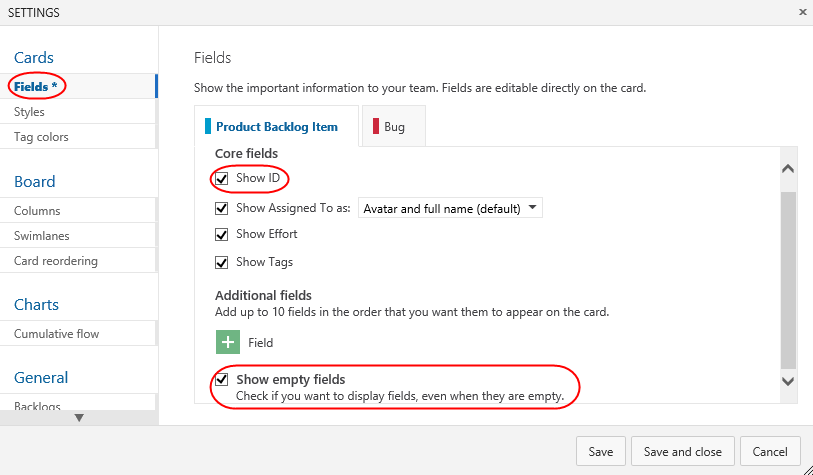 SETTINGS
Cards
Fields *
Styles
Tag colors
Board
Columns
Swimlanes
Card reordering
Charts
Cumulative flow
General
Backlogs
Fields
Show the important information to your team. Fields are editable directly on the card.
Product Backlog Item
Bug
Core fields
Show ID
Show Assigned To as: Avatar and full name (default)
Show Effort
Show Tags
Additional fields
Add up to 10 fields in the order that you want them to appear on the card.
Field
Show empty fields
Check if you want to display fields, even when they are empty.
Save
Save and close
Cancel